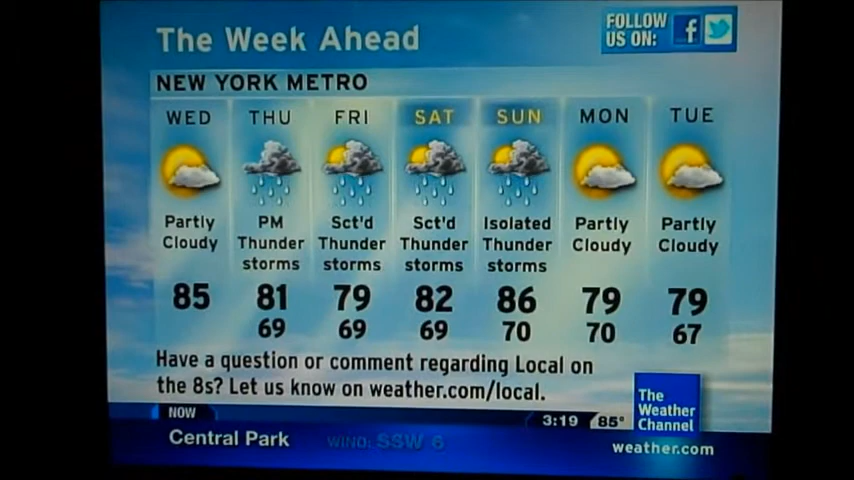 The Week Ahead
FOLLOW
US ON:
f
NEW YORK METRO
WED THU FRI SAT SUN MON TUE
Partly PM Sct'd Sct'd Isolated Partly Partly
Cloudy Thunder Thunder Thunder Thunder Cloudy Cloudy
storms storms storms storms
85 81 79 82 86 79 79
69 69 69 70 70 67
Have a question or comment regarding Local on
the 8s? Let us know on weather.com/local.
The
Weather
Channel
NOW
3:19 85°
Central Park WIND: SSW 6
weather.com